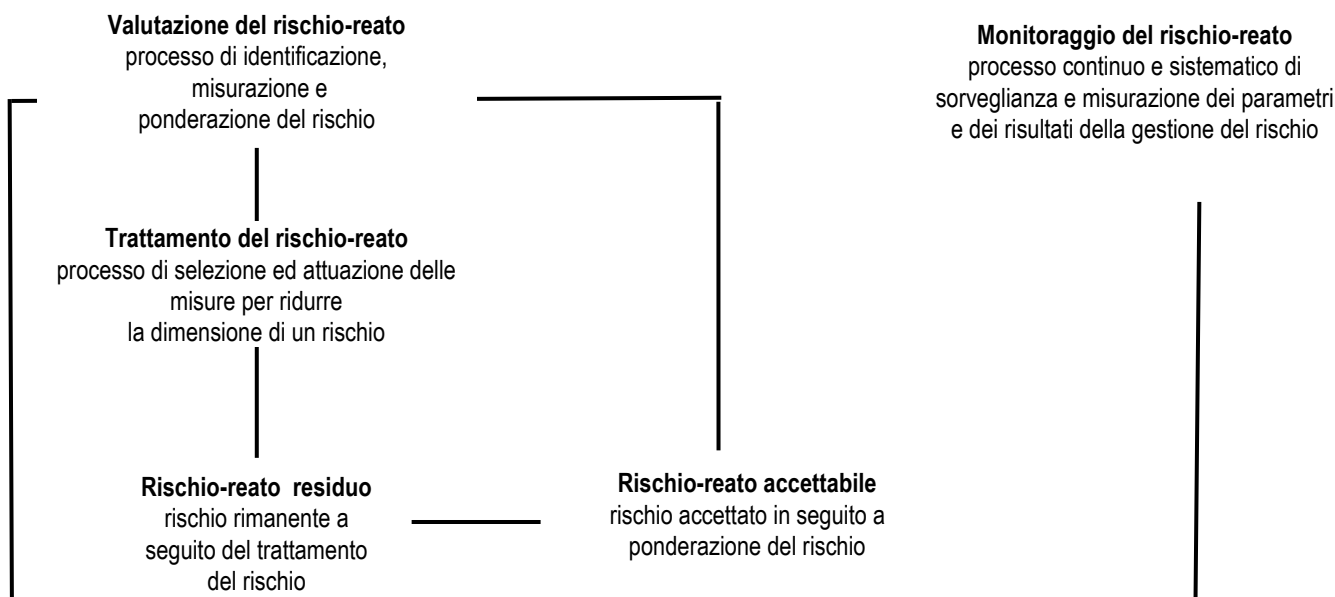 Valutazione del rischio-reato
processo di identificazione,
misurazione e
ponderazione del rischio
Monitoraggio del rischio-reato
processo continuo e sistematico di
sorveglianza e misurazione dei parametri
e dei risultati della gestione del rischio
Trattamento del rischio-reato
processo di selezione ed attuazione delle
misure per ridurre
la dimensione di un rischio
Rischio-reato residuo
rischio rimanente a
seguito del trattamento
del rischio
Rischio-reato accettabile
rischio accettato in seguito a
ponderazione del rischio